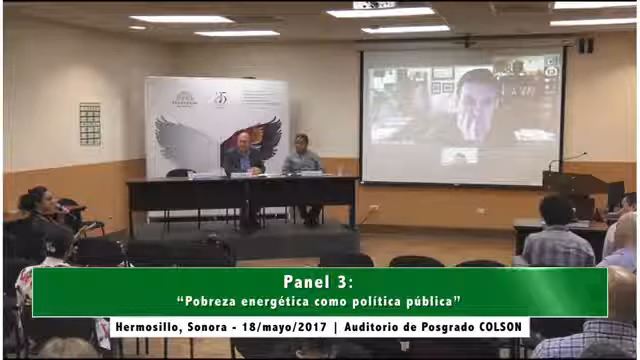 Panel 3:
“Pobreza energética como política pública”
Hermosillo, Sonora - 18/mayo/2017 | Auditorio de Posgrado COLSON